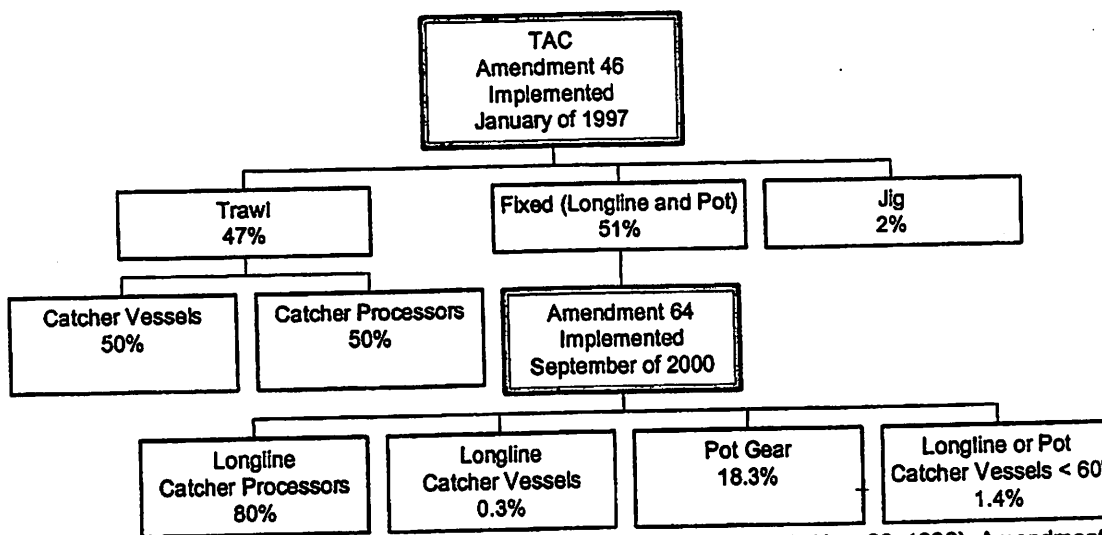 TAC
Amendment 46
Implemented
January of 1997
Trawl
47%
Fixed (Longline and Pot)
51%
Jig
2%
Catcher Vessels
50%
Catcher Processors
50%
Amendment 64
Implemented
September of 2000
Longline
Catcher Processors
80%
Longline
Catcher Vessels
0.3%
Pot Gear
18.3%
Longline or Pot
Catcher Vessels < 60'
1.4%
1996). Amendment